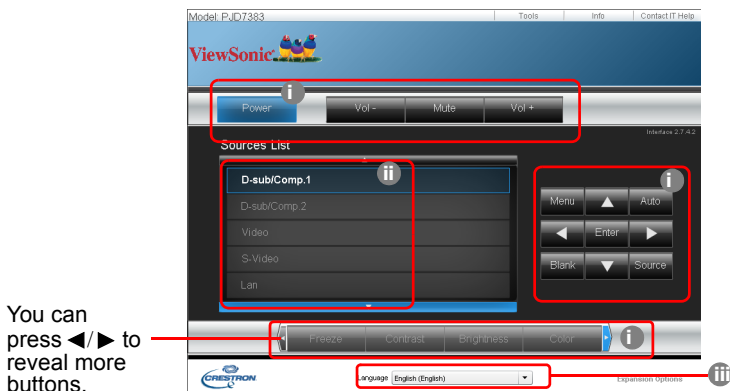 Model: PJD7383
Tools Info Contact IT Help
ViewSonic
i
Power Vol - Mute Vol +
Interface 2.7.4.2
Sources List
ii
i
D-sub/Comp.1
D-sub/Comp.2
Video
S-Video
Lan
Menu ▲ Auto
◀ Enter ▶
Blank ▼ Source
You can
press ◀/▶ to
reveal more
buttons.
Freeze Contrast Brightness Color
i
CRESTRON
Language English (English)
Expansion Options
iii